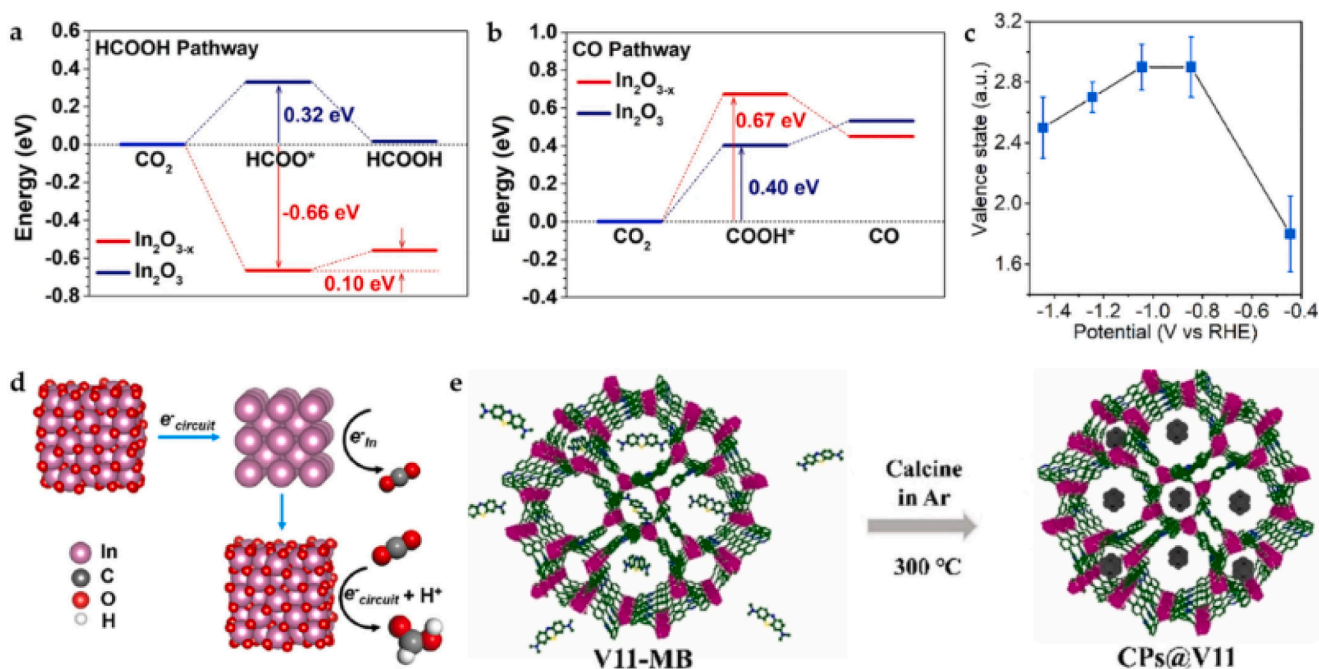 a
HCOOH Pathway
Energy (eV)
0.6
0.4
0.2
0.0
-0.2
-0.4
-0.6
-0.8
0.32 eV
CO2
HCOO*
HCOOH
-0.66 eV
In2O3-x
In2O3
0.10 eV
b
CO Pathway
Energy (eV)
1.0
0.8
0.6
0.4
0.2
0.0
-0.2
-0.4
In2O3-x
In2O3
0.67 eV
0.40 eV
CO2
COOH*
CO
c
Valence state (a.u.)
3.2
2.8
2.4
2.0
1.6
-1.4 -1.2 -1.0 -0.8 -0.6 -0.4
Potential (V vs RHE)
d
e-circuit
e-In
In
C
O
H
e-circuit + H+
e
V11-MB
Calcine
in Ar
300 °C
CPs@V11